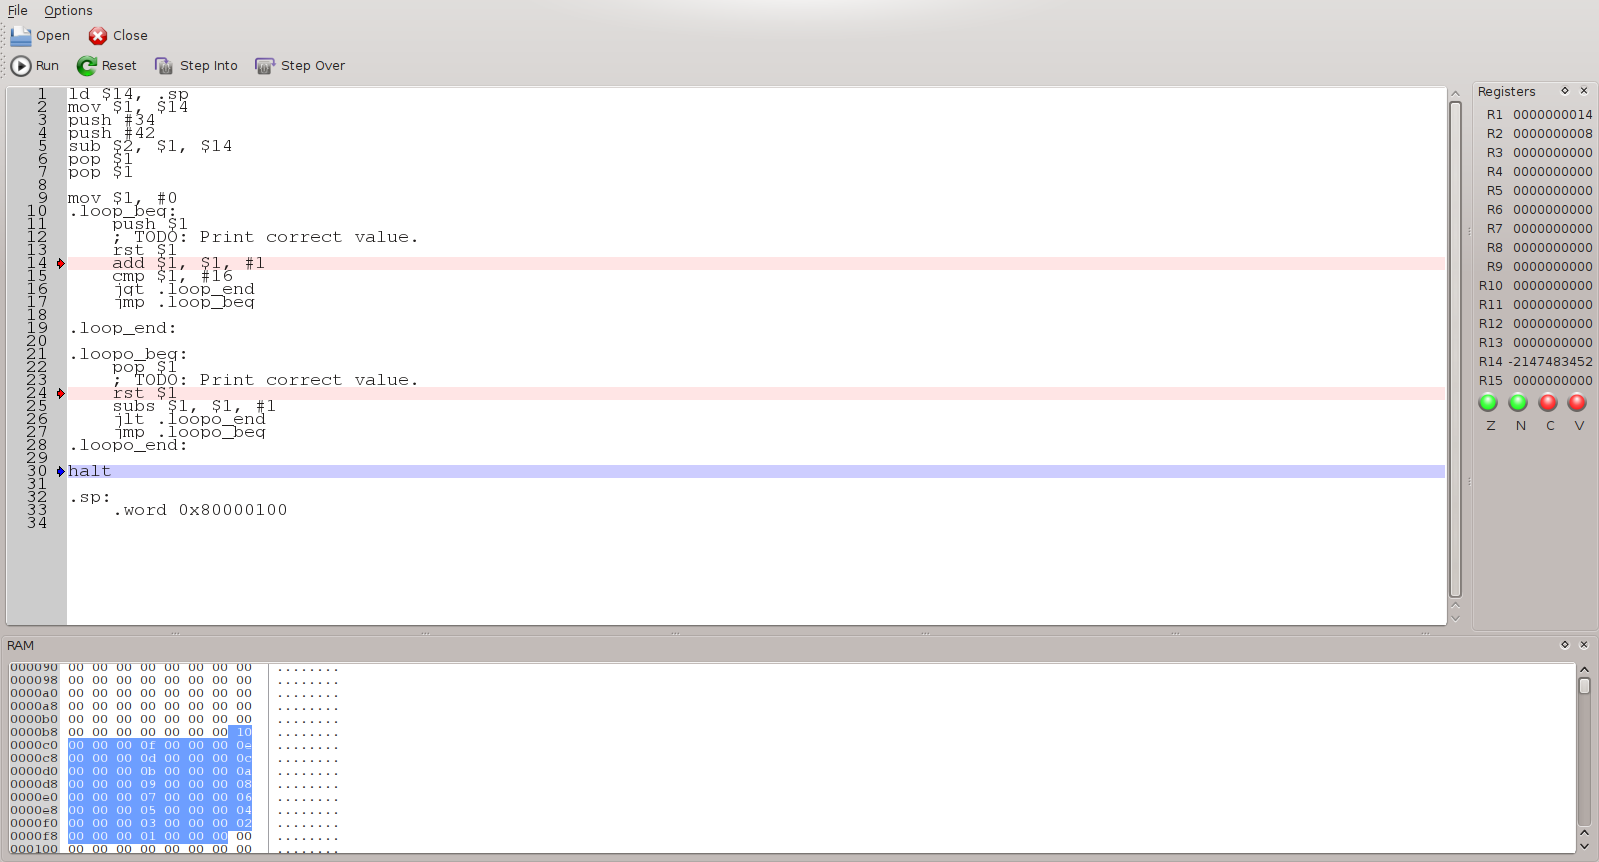 File Options
Open Close
Run Reset Step Into Step Over
1 ld $14, .sp
2 mov $1, $14
3 push #34
4 push #42
5 sub $2, $1, $14
6 pop $1
7 pop $1
8
9 mov $1, #0
10 .loop_beg:
11 push $1
12 ; TODO: Print correct value.
13 rst $1
14 add $1, $1, #1
15 cmp $1, #16
16 jgt .loop_end
17 jmp .loop_beg
18
19 .loop_end:
20
21 .loopo_beg:
22 pop $1
23 ; TODO: Print correct value.
24 rst $1
25 subs $1, $1, #1
26 jlt .loopo_end
27 jmp .loopo_beg
28 .loopo_end:
29
30 halt
31
32 .sp:
33 .word 0x80000100
34
Registers
R1 0000000014
R2 0000000008
R3 0000000000
R4 0000000000
R5 0000000000
R6 0000000000
R7 0000000000
R8 0000000000
R9 0000000000
R10 0000000000
R11 0000000000
R12 0000000000
R13 0000000000
R14 -2147483452
R15 0000000000
Z N C V
RAM
000090 00 00 00 00 00 00 00 00 ........
000098 00 00 00 00 00 00 00 00 ........
0000a0 00 00 00 00 00 00 00 00 ........
0000a8 00 00 00 00 00 00 00 00 ........
0000b0 00 00 00 00 00 00 00 00 ........
0000b8 00 00 00 00 00 00 00 10 ........
0000c0 00 00 00 0f 00 00 00 0e ........
0000c8 00 00 00 0d 00 00 00 0c ........
0000d0 00 00 00 0b 00 00 00 0a ........
0000d8 00 00 00 09 00 00 00 08 ........
0000e0 00 00 00 07 00 00 00 06 ........
0000e8 00 00 00 05 00 00 00 04 ........
0000f0 00 00 00 03 00 00 00 02 ........
0000f8 00 00 00 01 00 00 00 00 ........
000100 00 00 00 00 00 00 00 00 ........